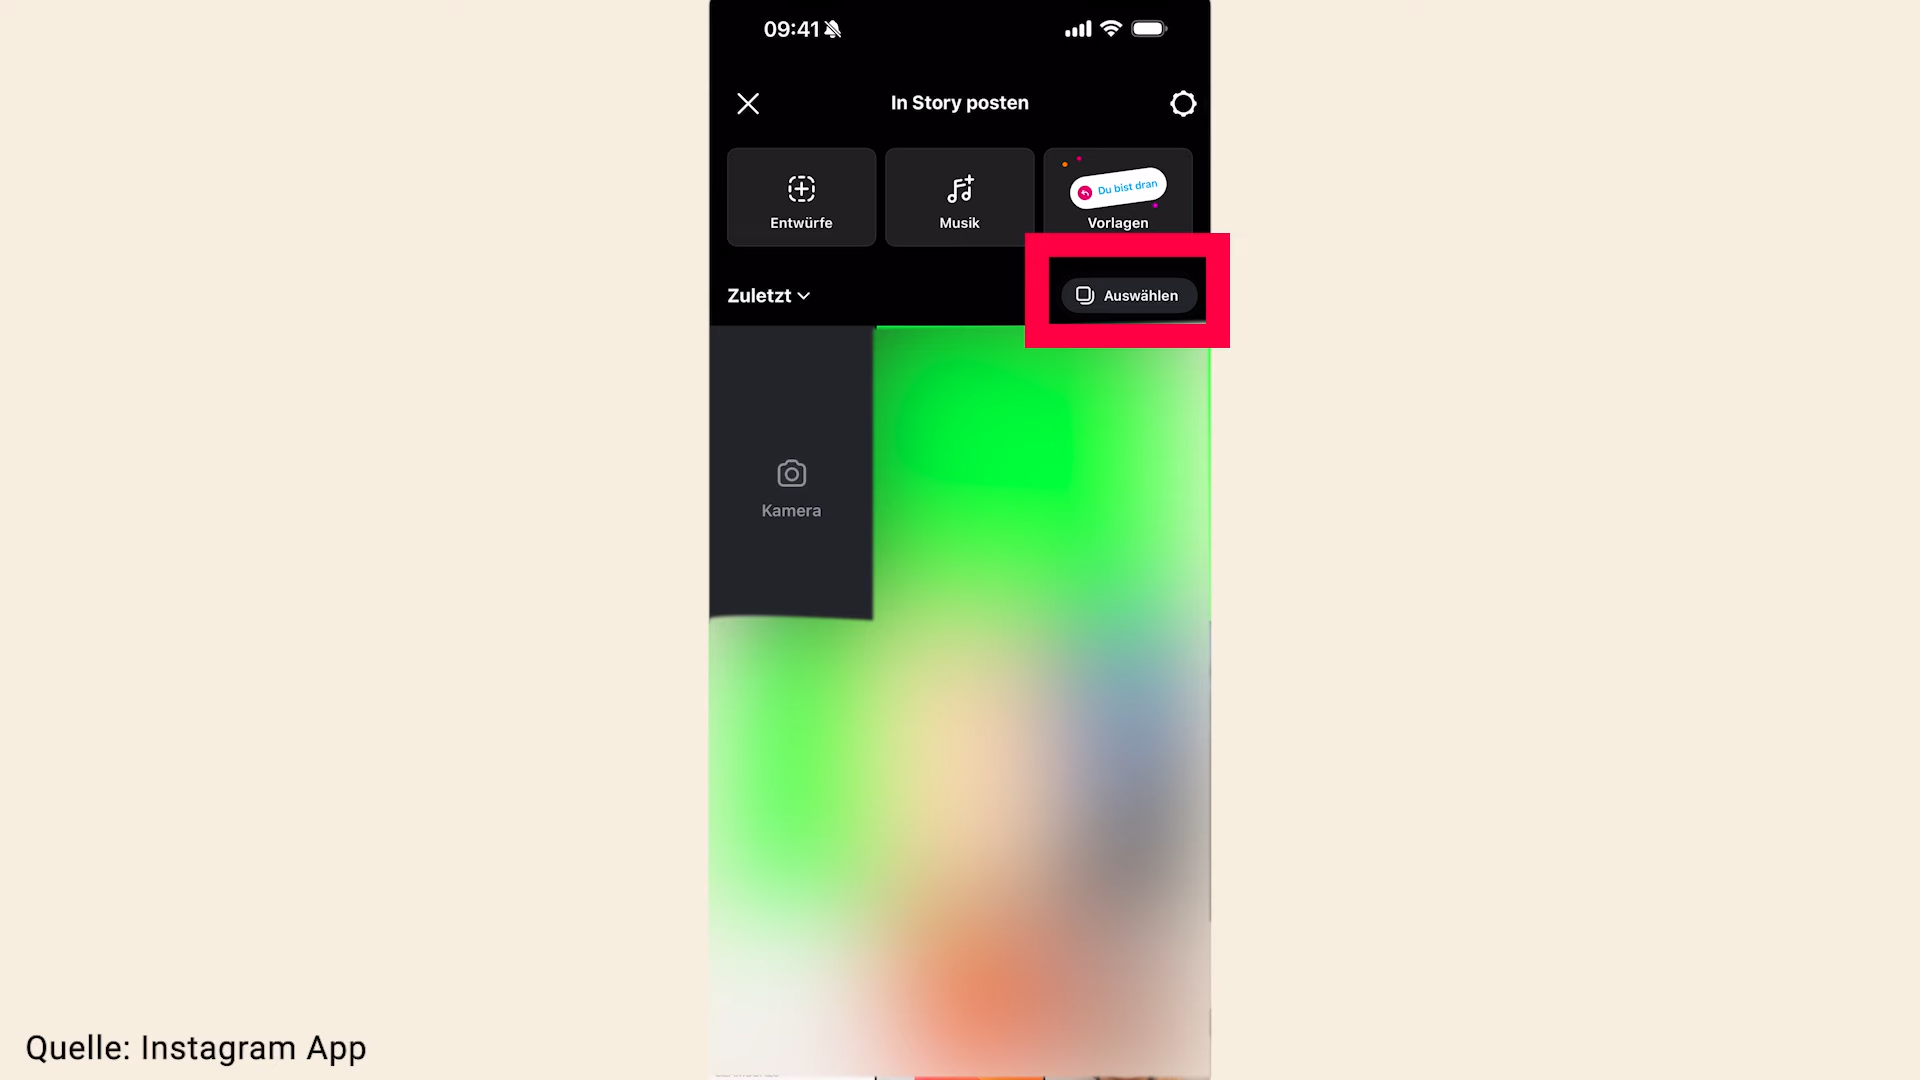 09:41
In Story posten
Du bist dran
Entwürfe
Musik
Vorlagen
Zuletzt
Auswählen
Kamera
Quelle: Instagram App